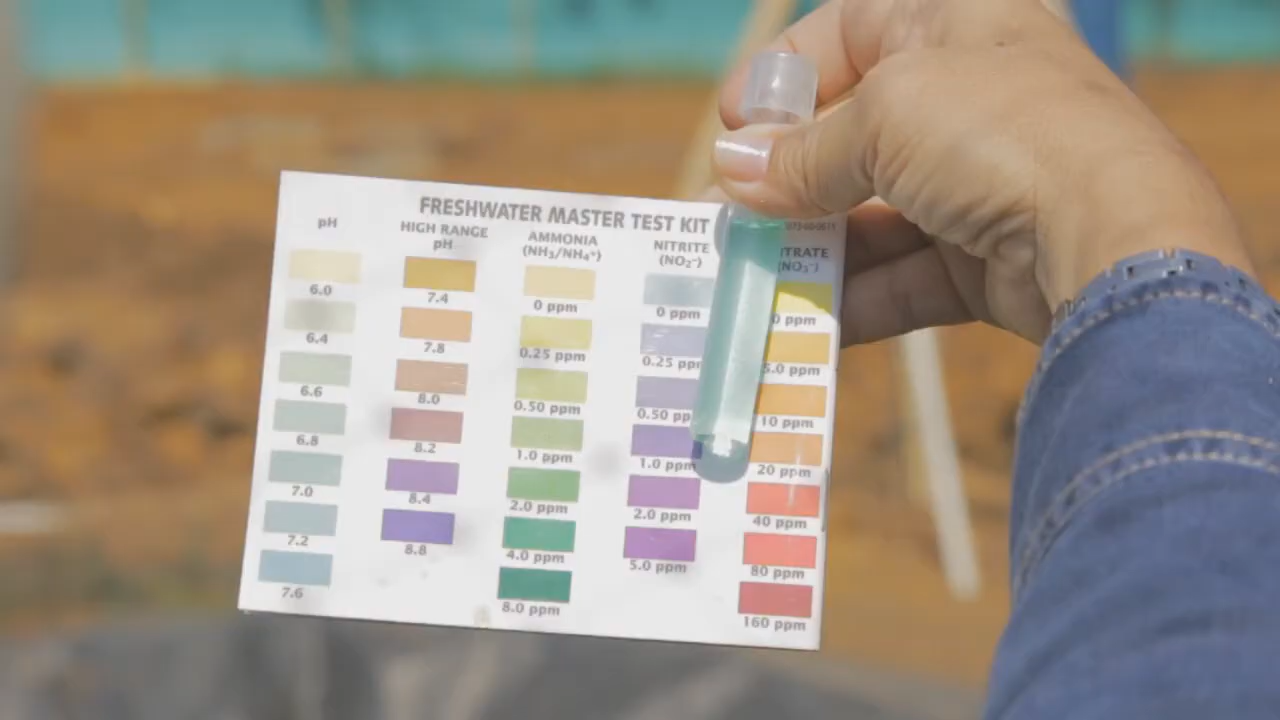 FRESHWATER MASTER TEST KIT
pH
6.0
6.4
6.6
6.8
7.0
7.2
7.6
HIGH RANGE
pH
7.4
7.8
8.0
8.2
8.4
8.8
AMMONIA
(NH₃/NH₄⁺)
0 ppm
0.25 ppm
0.50 ppm
1.0 ppm
2.0 ppm
4.0 ppm
8.0 ppm
NITRITE
(NO₂⁻)
0 ppm
0.25 ppm
0.50 ppm
1.0 ppm
2.0 ppm
5.0 ppm
ITRATE
(NO₃⁻)
0 ppm
5.0 ppm
10 ppm
20 ppm
40 ppm
80 ppm
160 ppm